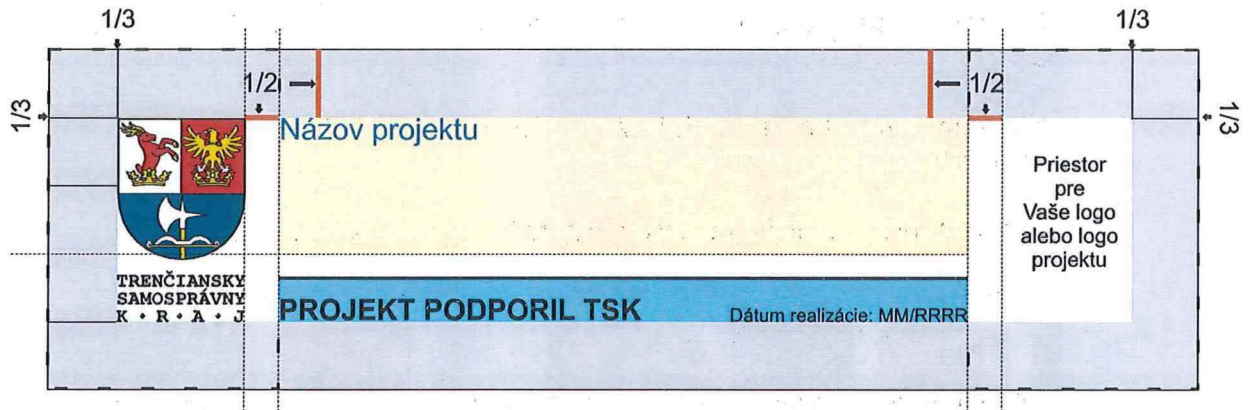 1/3
1/3
1/2
1/2
1/3
1/3
Názov projektu
Priestor
pre
Vaše logo
alebo logo
projektu
TRENČIANSKY
SAMOSPRÁVNY
K · R · A · J
PROJEKT PODPORIL TSK
Dátum realizácie: MM/RRRR